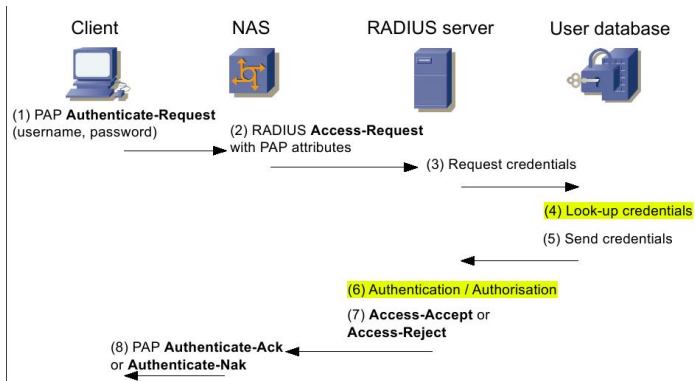 Client
NAS
RADIUS server
User database
(1) PAP Authenticate-Request
(username, password)
(2) RADIUS Access-Request
with PAP attributes
(3) Request credentials
(4) Look-up credentials
(5) Send credentials
(6) Authentication / Authorisation
(7) Access-Accept or
Access-Reject
(8) PAP Authenticate-Ack
or Authenticate-Nak